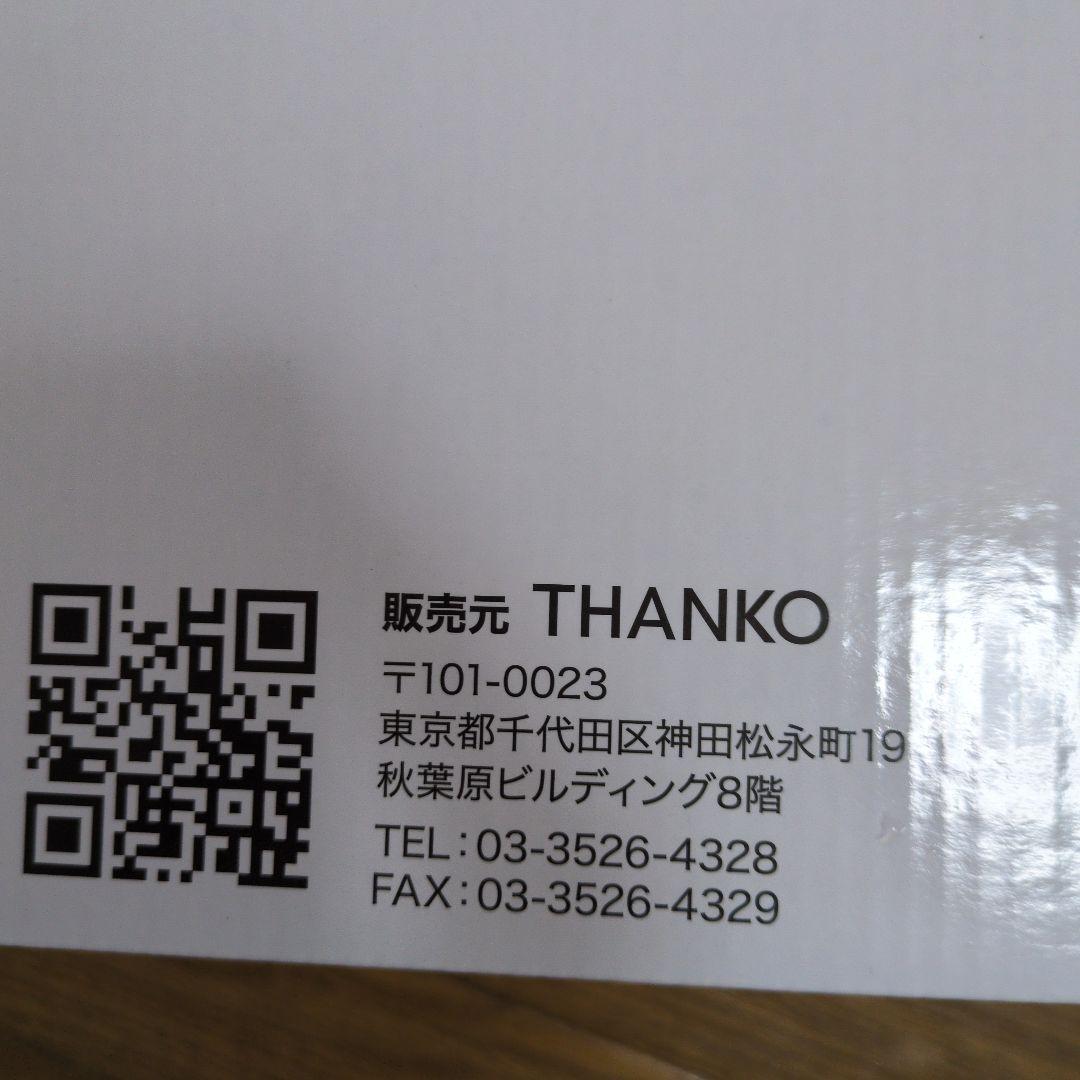 販売元 THANKO
〒101-0023
東京都千代田区神田松永町19
秋葉原ビルディング8階
TEL:03-3526-4328
FAX:03-3526-4329